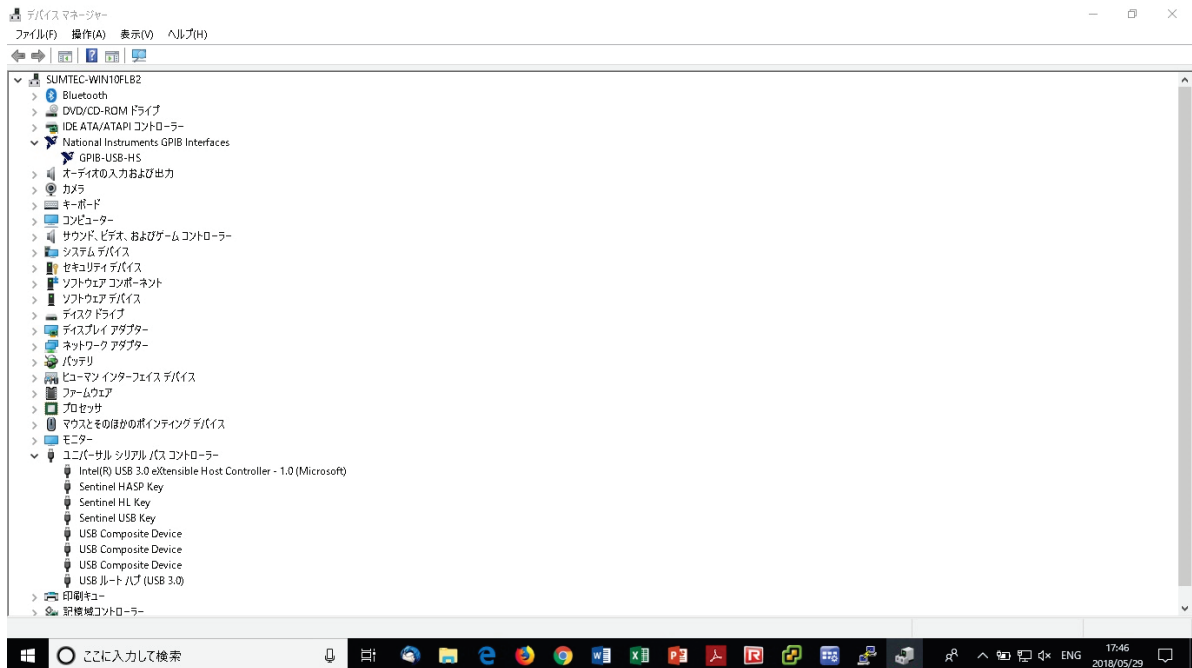 デバイス マネージャー
ファイル(F) 操作(A) 表示(V) ヘルプ(H)
SUMTEC-WIN10FLB2
Bluetooth
DVD/CD-ROM ドライブ
IDE ATA/ATAPI コントローラー
National Instruments GPIB Interfaces
GPIB-USB-HS
オーディオの入力および出力
カメラ
キーボード
コンピューター
サウンド、ビデオ、およびゲーム コントローラー
システム デバイス
セキュリティ デバイス
ソフトウェア コンポーネント
ソフトウェア デバイス
ディスク ドライブ
ディスプレイ アダプター
ネットワーク アダプター
バッテリ
ヒューマン インターフェイス デバイス
ファームウェア
プロセッサ
マウスとそのほかのポインティング デバイス
モニター
ユニバーサル シリアル バス コントローラー
Intel(R) USB 3.0 eXtensible Host Controller - 1.0 (Microsoft)
Sentinel HASP Key
Sentinel HL Key
Sentinel USB Key
USB Composite Device
USB Composite Device
USB Composite Device
USB ルート ハブ (USB 3.0)
印刷キュー
記憶域コントローラー
ここに入力して検索
ENG
17:46
2018/05/29